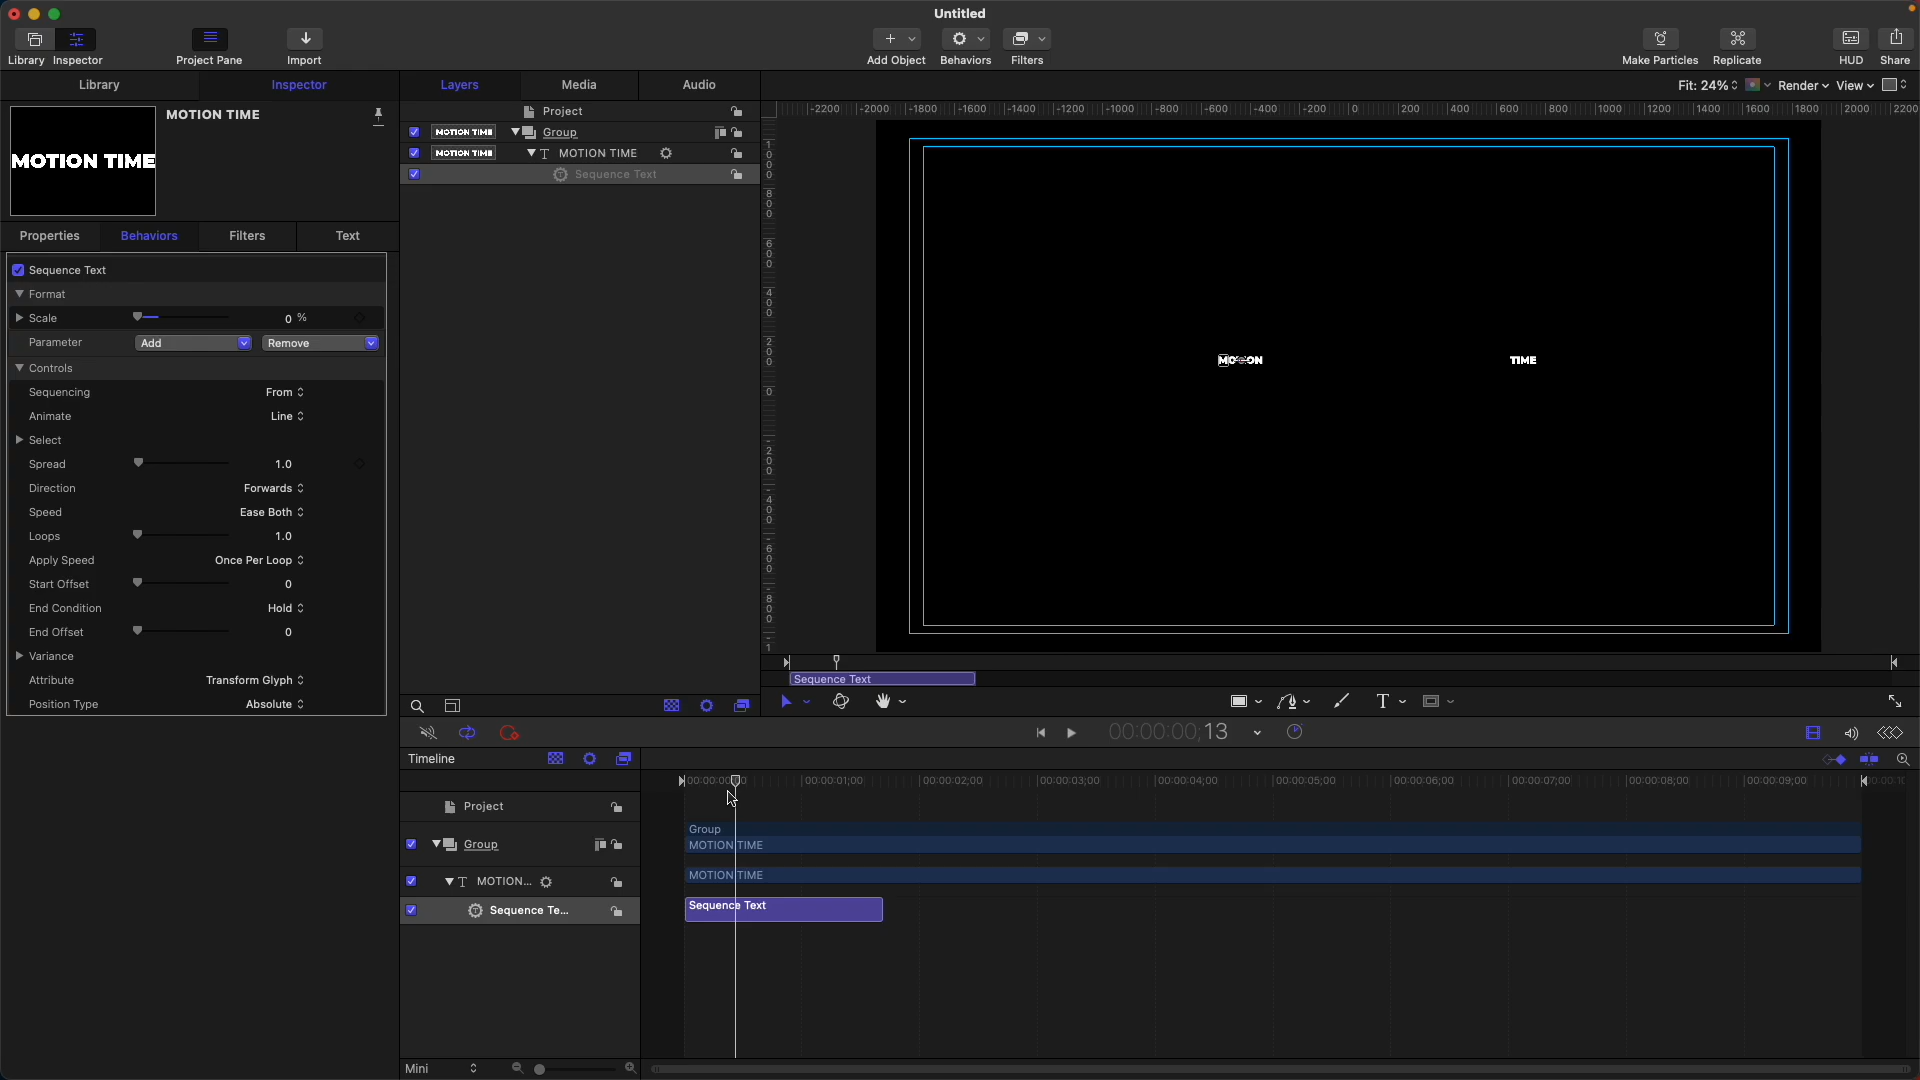 Untitled
Library
Inspector
Project Pane
Import
Add Object
Behaviors
Filters
Make Particles
Replicate
HUD
Share
Library
Inspector
Layers
Media
Audio
Fit: 24%
Render
View
MOTION TIME
MOTION TIME
Properties
Behaviors
Filters
Text
Sequence Text
Format
Scale 0 %
Parameter Add Remove
Controls
Sequencing From
Animate Line
Select
Spread 1.0
Direction Forwards
Speed Ease Both
Loops 1.0
Apply Speed Once Per Loop
Start Offset 0
End Condition Hold
End Offset 0
Variance
Attribute Transform Glyph
Position Type Absolute
Project
MOTION TIME Group
MOTION TIME T MOTION TIME
Sequence Text
-2200 -2000 -1800 -1600 -1400 -1200 -1000 -800 -600 -400 -200 0 200 400 600 800 1000 1200 1400 1600 1800 2000 2200
TIME
Sequence Text
T
00:00:00;13
Timeline
00:00:01;00 00:00:02;00 00:00:03;00 00:00:04;00 00:00:05;00 00:00:06;00 00:00:07;00 00:00:08;00 00:00:09;00
Project
Group
Group
MOTION TIME
T MOTION...
MOTION TIME
Sequence Te...
Sequence Text
Mini